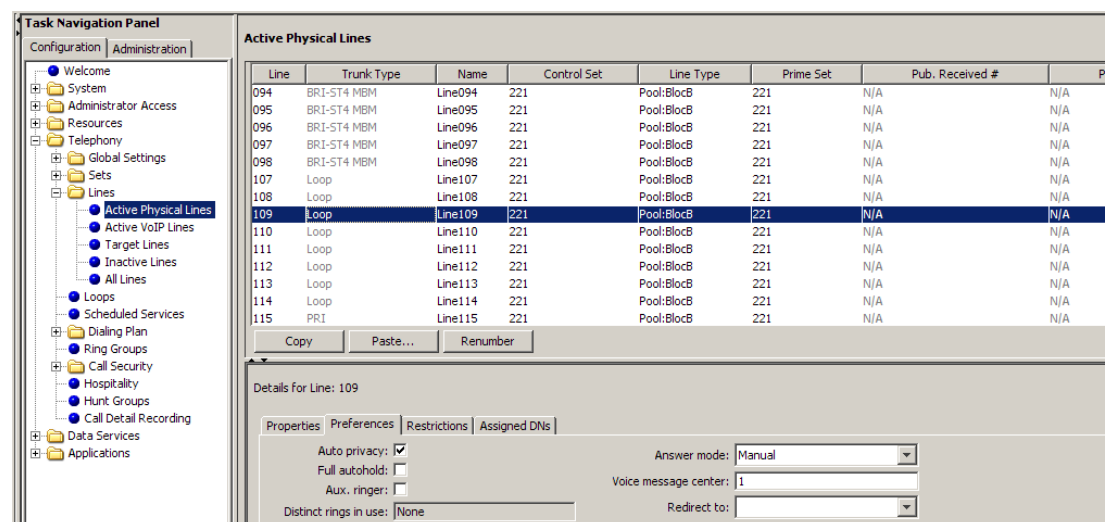 Task Navigation Panel
Configuration Administration
Welcome
System
Administrator Access
Resources
Telephony
Global Settings
Sets
Lines
Active Physical Lines
Active VoIP Lines
Target Lines
Inactive Lines
All Lines
Loops
Scheduled Services
Dialing Plan
Ring Groups
Call Security
Hospitality
Hunt Groups
Call Detail Recording
Data Services
Applications
Active Physical Lines
Line Trunk Type Name Control Set Line Type Prime Set Pub. Received # P
094 BRI-ST4 MBM Line094 221 Pool:BlocB 221 N/A N/A
095 BRI-ST4 MBM Line095 221 Pool:BlocB 221 N/A N/A
096 BRI-ST4 MBM Line096 221 Pool:BlocB 221 N/A N/A
097 BRI-ST4 MBM Line097 221 Pool:BlocB 221 N/A N/A
098 BRI-ST4 MBM Line098 221 Pool:BlocB 221 N/A N/A
107 Loop Line107 221 Pool:BlocB 221 N/A N/A
108 Loop Line108 221 Pool:BlocB 221 N/A N/A
109 Loop Line109 221 Pool:BlocB 221 N/A N/A
110 Loop Line110 221 Pool:BlocB 221 N/A N/A
111 Loop Line111 221 Pool:BlocB 221 N/A N/A
112 Loop Line112 221 Pool:BlocB 221 N/A N/A
113 Loop Line113 221 Pool:BlocB 221 N/A N/A
114 Loop Line114 221 Pool:BlocB 221 N/A N/A
115 PRI Line115 221 Pool:BlocB 221 N/A N/A
Copy Paste... Renumber
Details for Line: 109
Properties Preferences Restrictions Assigned DNs
Auto privacy: Answer mode: Manual
Full autohold: Voice message center: 1
Aux. ringer: Redirect to:
Distinct rings in use: None